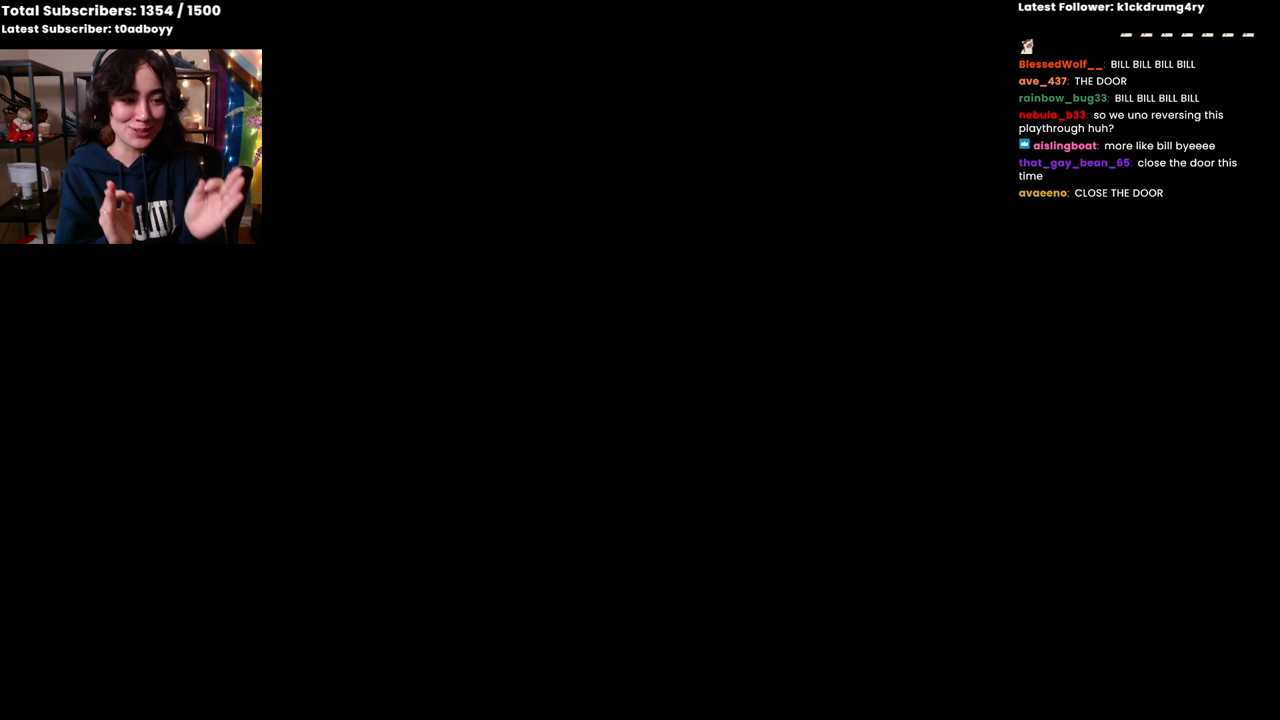 Total Subscribers: 1354 / 1500
Latest Subscriber: t0adboyy
Latest Follower: k1ckdrumg4ry
BlessedWolf__: BILL BILL BILL BILL
ave_437: THE DOOR
rainbow_bug33: BILL BILL BILL BILL
nebula_b33: so we uno reversing this
playthrough huh?
aislingboat: more like bill byeeee
that_gay_bean_65: close the door this
time
avaeeno: CLOSE THE DOOR